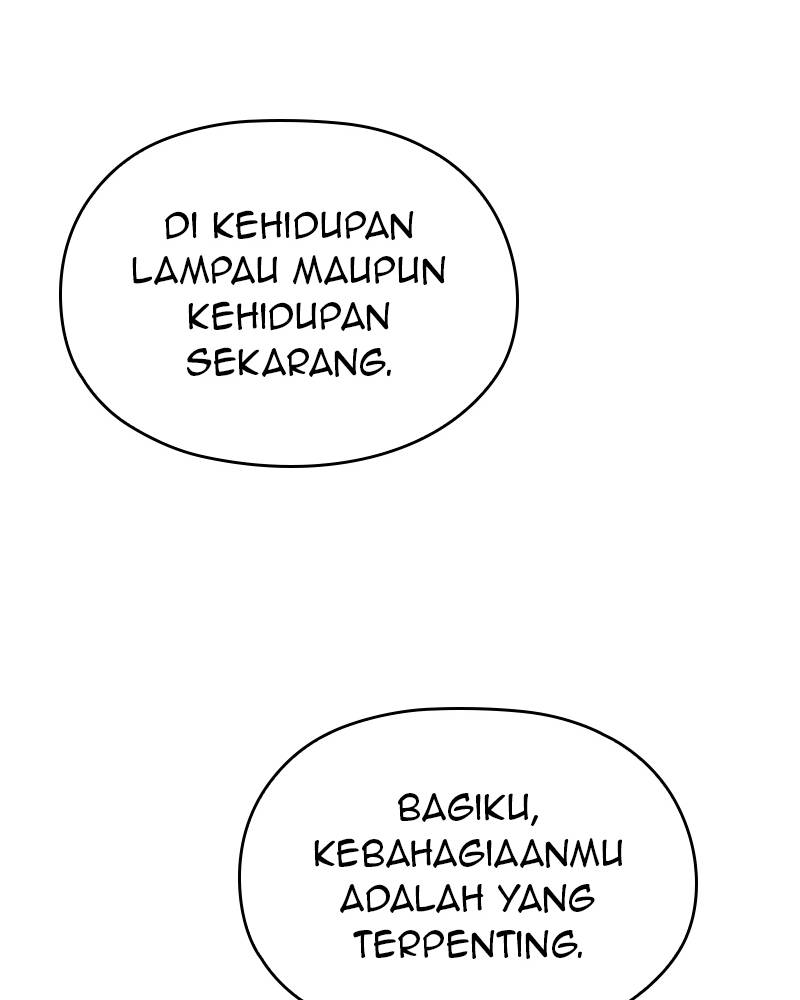 DI KEHIDUPAN
LAMPAU MAUPUN
KEHIDUPAN
SEKARANG.
BAGIKU,
KEBAHAGIAANMU
ADALAH YANG
TERPENTING.